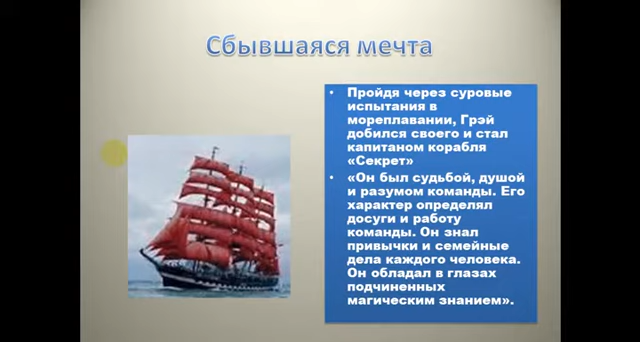 Сбывшаяся мечта
• Пройдя через суровые
испытания в
мореплавании, Грэй
добился своего и стал
капитаном корабля
«Секрет»
• «Он был судьбой, душой
и разумом команды. Его
характер определял
досуги и работу
команды. Он знал
привычки и семейные
дела каждого человека.
Он обладал в глазах
подчиненных
магическим знанием».